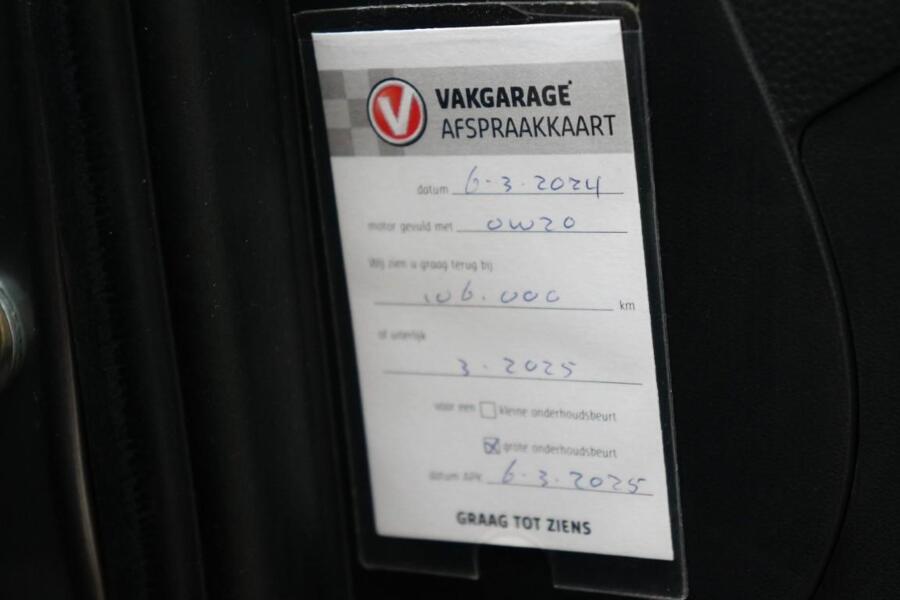 V
VAKGARAGE
AFSPRAAKKAART
datum 6-3-2024
motor gevuld met 0W20
Wij zien u graag terug bij
106.000 km
of uiterlijk
3-2025
voor een kleine onderhoudsbeurt
grote onderhoudsbeurt
datum APK 6-3-2025
GRAAG TOT ZIENS